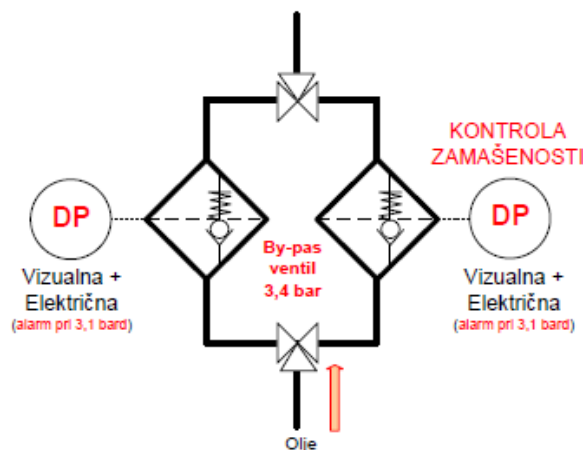 KONTROLA
ZAMAŠENOSTI
DP
DP
By-pas
ventil
3,4 bar
Vizualna +
Električna
(alarm pri 3,1 bard)
Vizualna +
Električna
(alarm pri 3,1 bard)
Olie